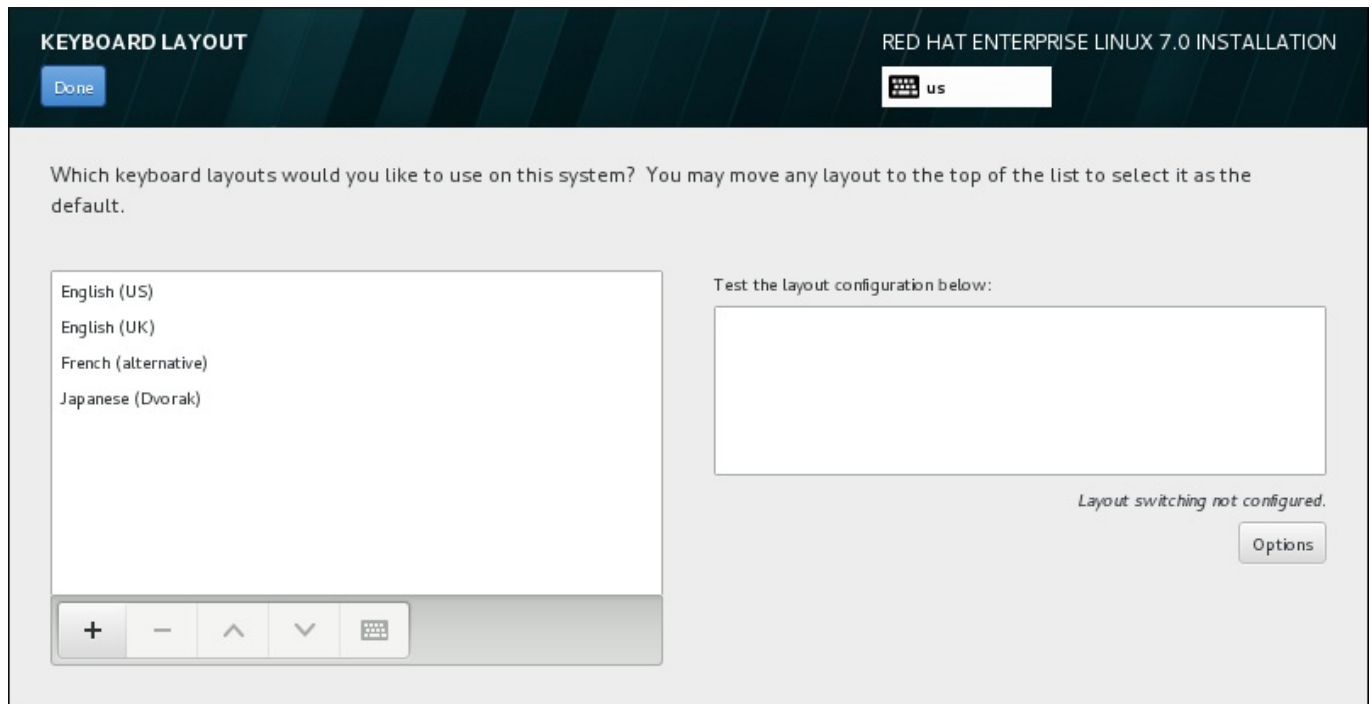 KEYBOARD LAYOUT
RED HAT ENTERPRISE LINUX 7.0 INSTALLATION
Done
us
Which keyboard layouts would you like to use on this system? You may move any layout to the top of the list to select it as the
default.
English (US)
English (UK)
French (alternative)
Japanese (Dvorak)
Test the layout configuration below:
Layout switching not configured.
Options